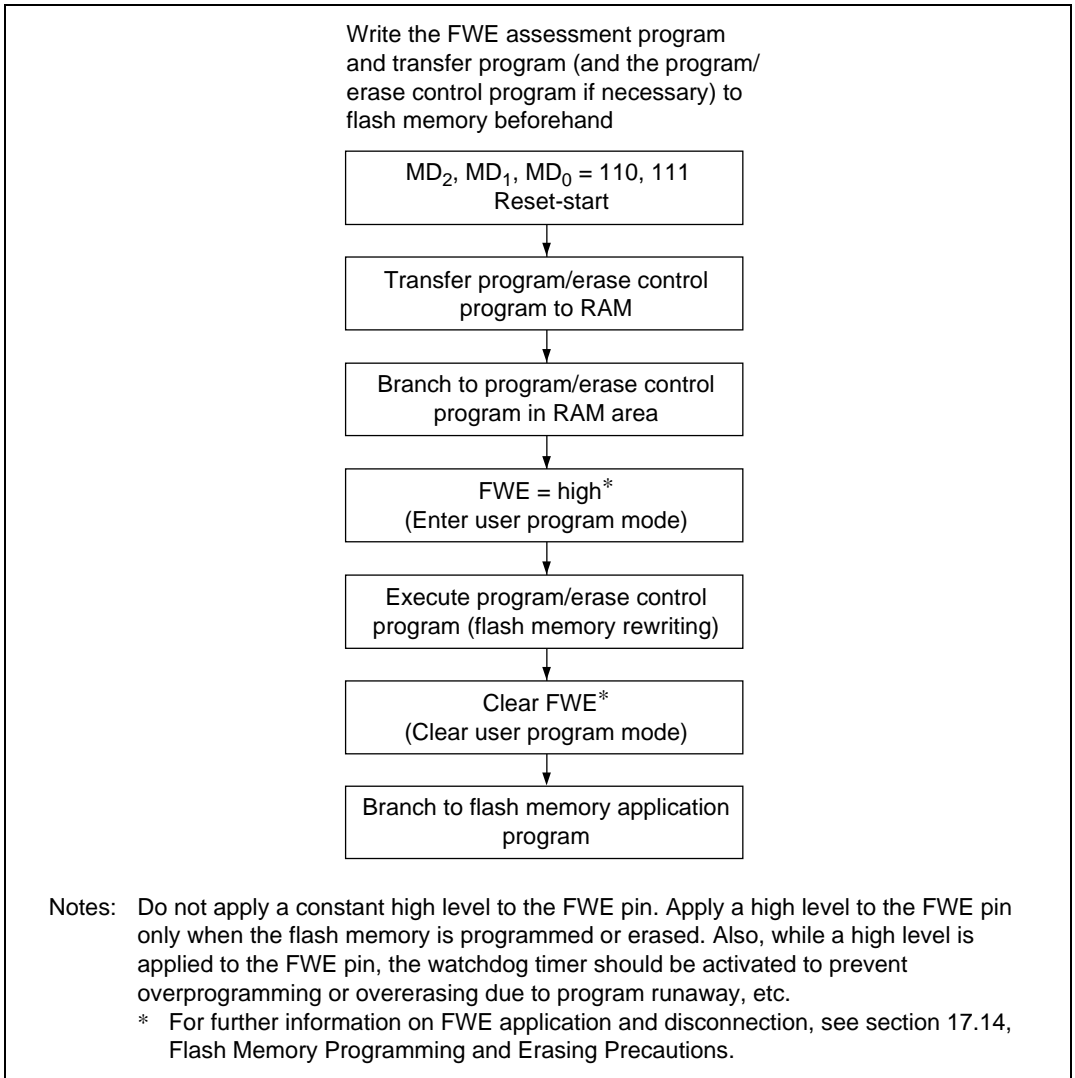 Write the FWE assessment program
and transfer program (and the program/
erase control program if necessary) to
flash memory beforehand
MD2, MD1, MD0 = 110, 111
Reset-start
Transfer program/erase control
program to RAM
Branch to program/erase control
program in RAM area
FWE = high*
(Enter user program mode)
Execute program/erase control
program (flash memory rewriting)
Clear FWE*
(Clear user program mode)
Branch to flash memory application
program
Notes: Do not apply a constant high level to the FWE pin. Apply a high level to the FWE pin
only when the flash memory is programmed or erased. Also, while a high level is
applied to the FWE pin, the watchdog timer should be activated to prevent
overprogramming or overerasing due to program runaway, etc.
* For further information on FWE application and disconnection, see section 17.14,
Flash Memory Programming and Erasing Precautions.